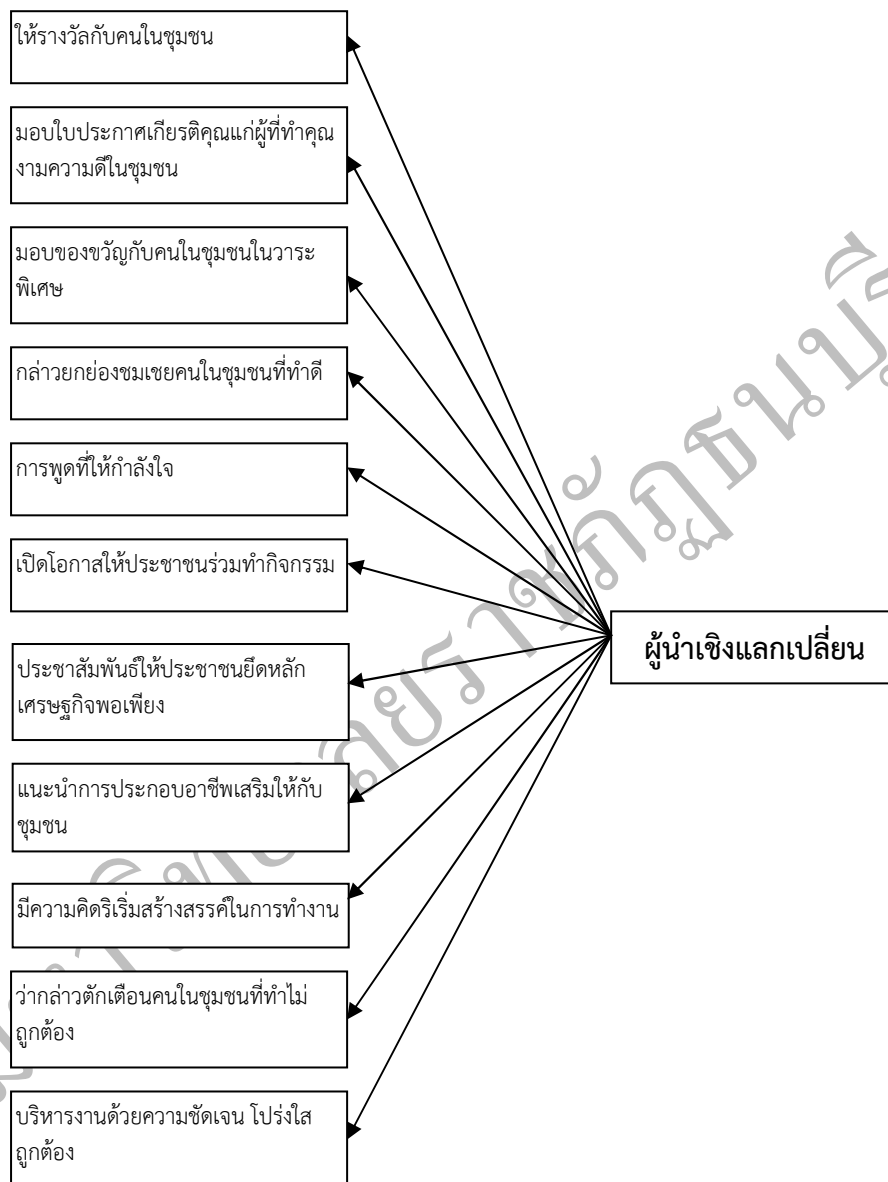 ให้รางวัลกับคนในชุมชน
มอบใบประกาศเกียรติคุณแก่ผู้ที่ทำคุณ
งามความดีในชุมชน
มอบของขวัญกับคนในชุมชนในวาระ
พิเศษ
กล่าวยกย่องชมเชยคนในชุมชนที่ทำดี
การพูดที่ให้กำลังใจ
เปิดโอกาสให้ประชาชนร่วมทำกิจกรรม
ประชาสัมพันธ์ให้ประชาชนยึดหลัก
เศรษฐกิจพอเพียง
แนะนำการประกอบอาชีพเสริมให้กับ
ชุมชน
มีความคิดริเริ่มสร้างสรรค์ในการทำงาน
ว่ากล่าวตักเตือนคนในชุมชนที่ทำไม่
ถูกต้อง
บริหารงานด้วยความชัดเจน โปร่งใส
ถูกต้อง
ผู้นำเชิงแลกเปลี่ยน